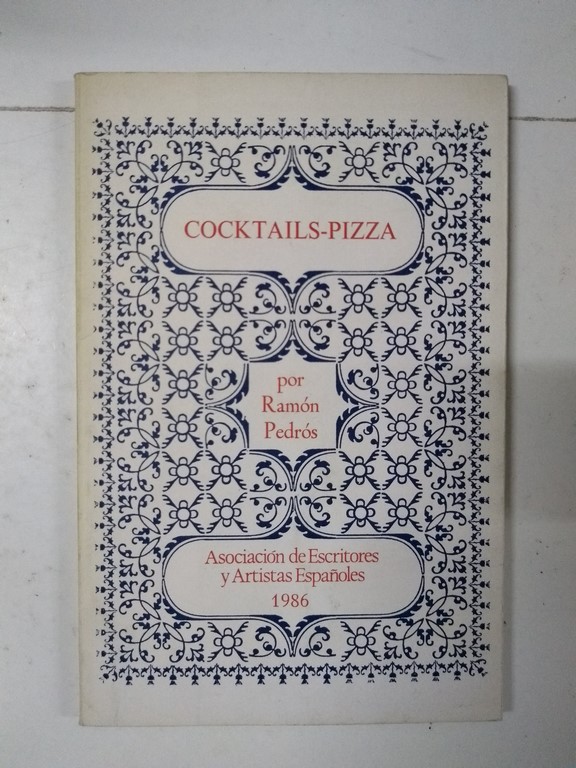 COCKTAILS-PIZZA
por
Ramón
Pedrós
Asociación de Escritores
y Artistas Españoles
1986